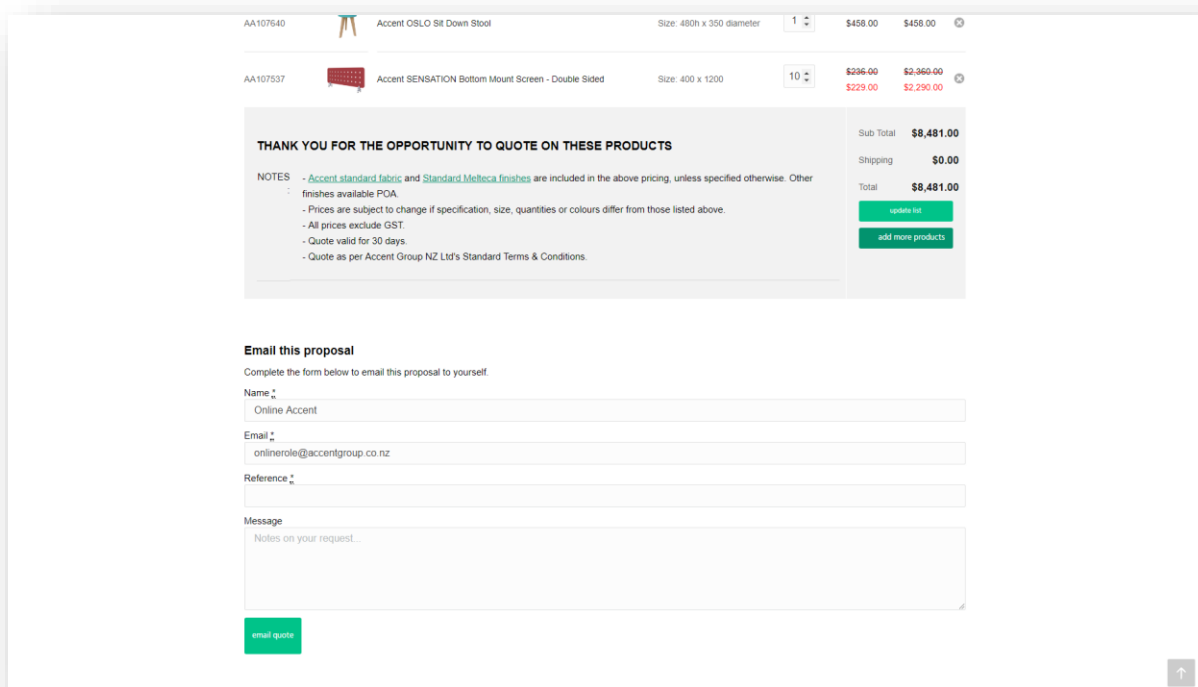 AA107640 Accent OSLO Sit Down Stool Size: 480h x 350 diameter 1 $458.00 $458.00
AA107537 Accent SENSATION Bottom Mount Screen - Double Sided Size: 400 x 1200 10 $236.00 $2,360.00
$229.00 $2,290.00
THANK YOU FOR THE OPPORTUNITY TO QUOTE ON THESE PRODUCTS
NOTES : - Accent standard fabric and Standard Melteca finishes are included in the above pricing, unless specified otherwise. Other
finishes available POA.
- Prices are subject to change if specification, size, quantities or colours differ from those listed above.
- All prices exclude GST.
- Quote valid for 30 days.
- Quote as per Accent Group NZ Ltd's Standard Terms & Conditions.
Sub Total $8,481.00
Shipping $0.00
Total $8,481.00
update list
add more products
Email this proposal
Complete the form below to email this proposal to yourself.
Name *
Online Accent
Email *
onlinerole@accentgroup.co.nz
Reference *
Message
Notes on your request...
email quote